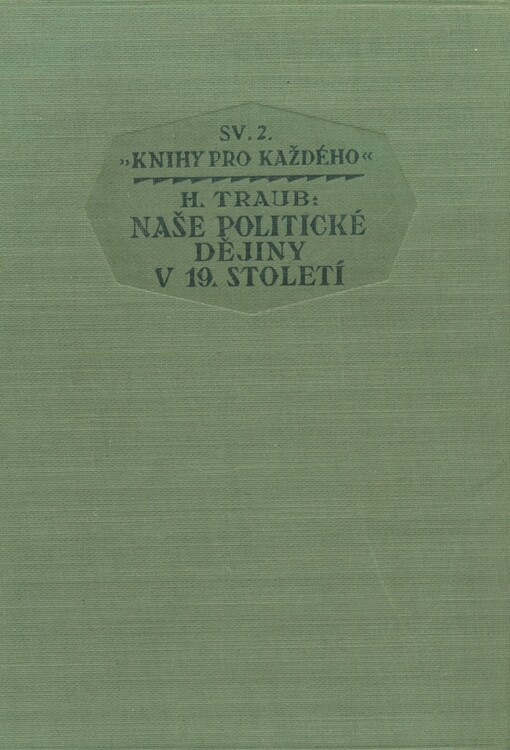 SV. 2.
»KNIHY PRO KAŽDÉHO«
H. TRAUB:
NAŠE POLITICKÉ
DĚJINY
V 19. STOLETÍ